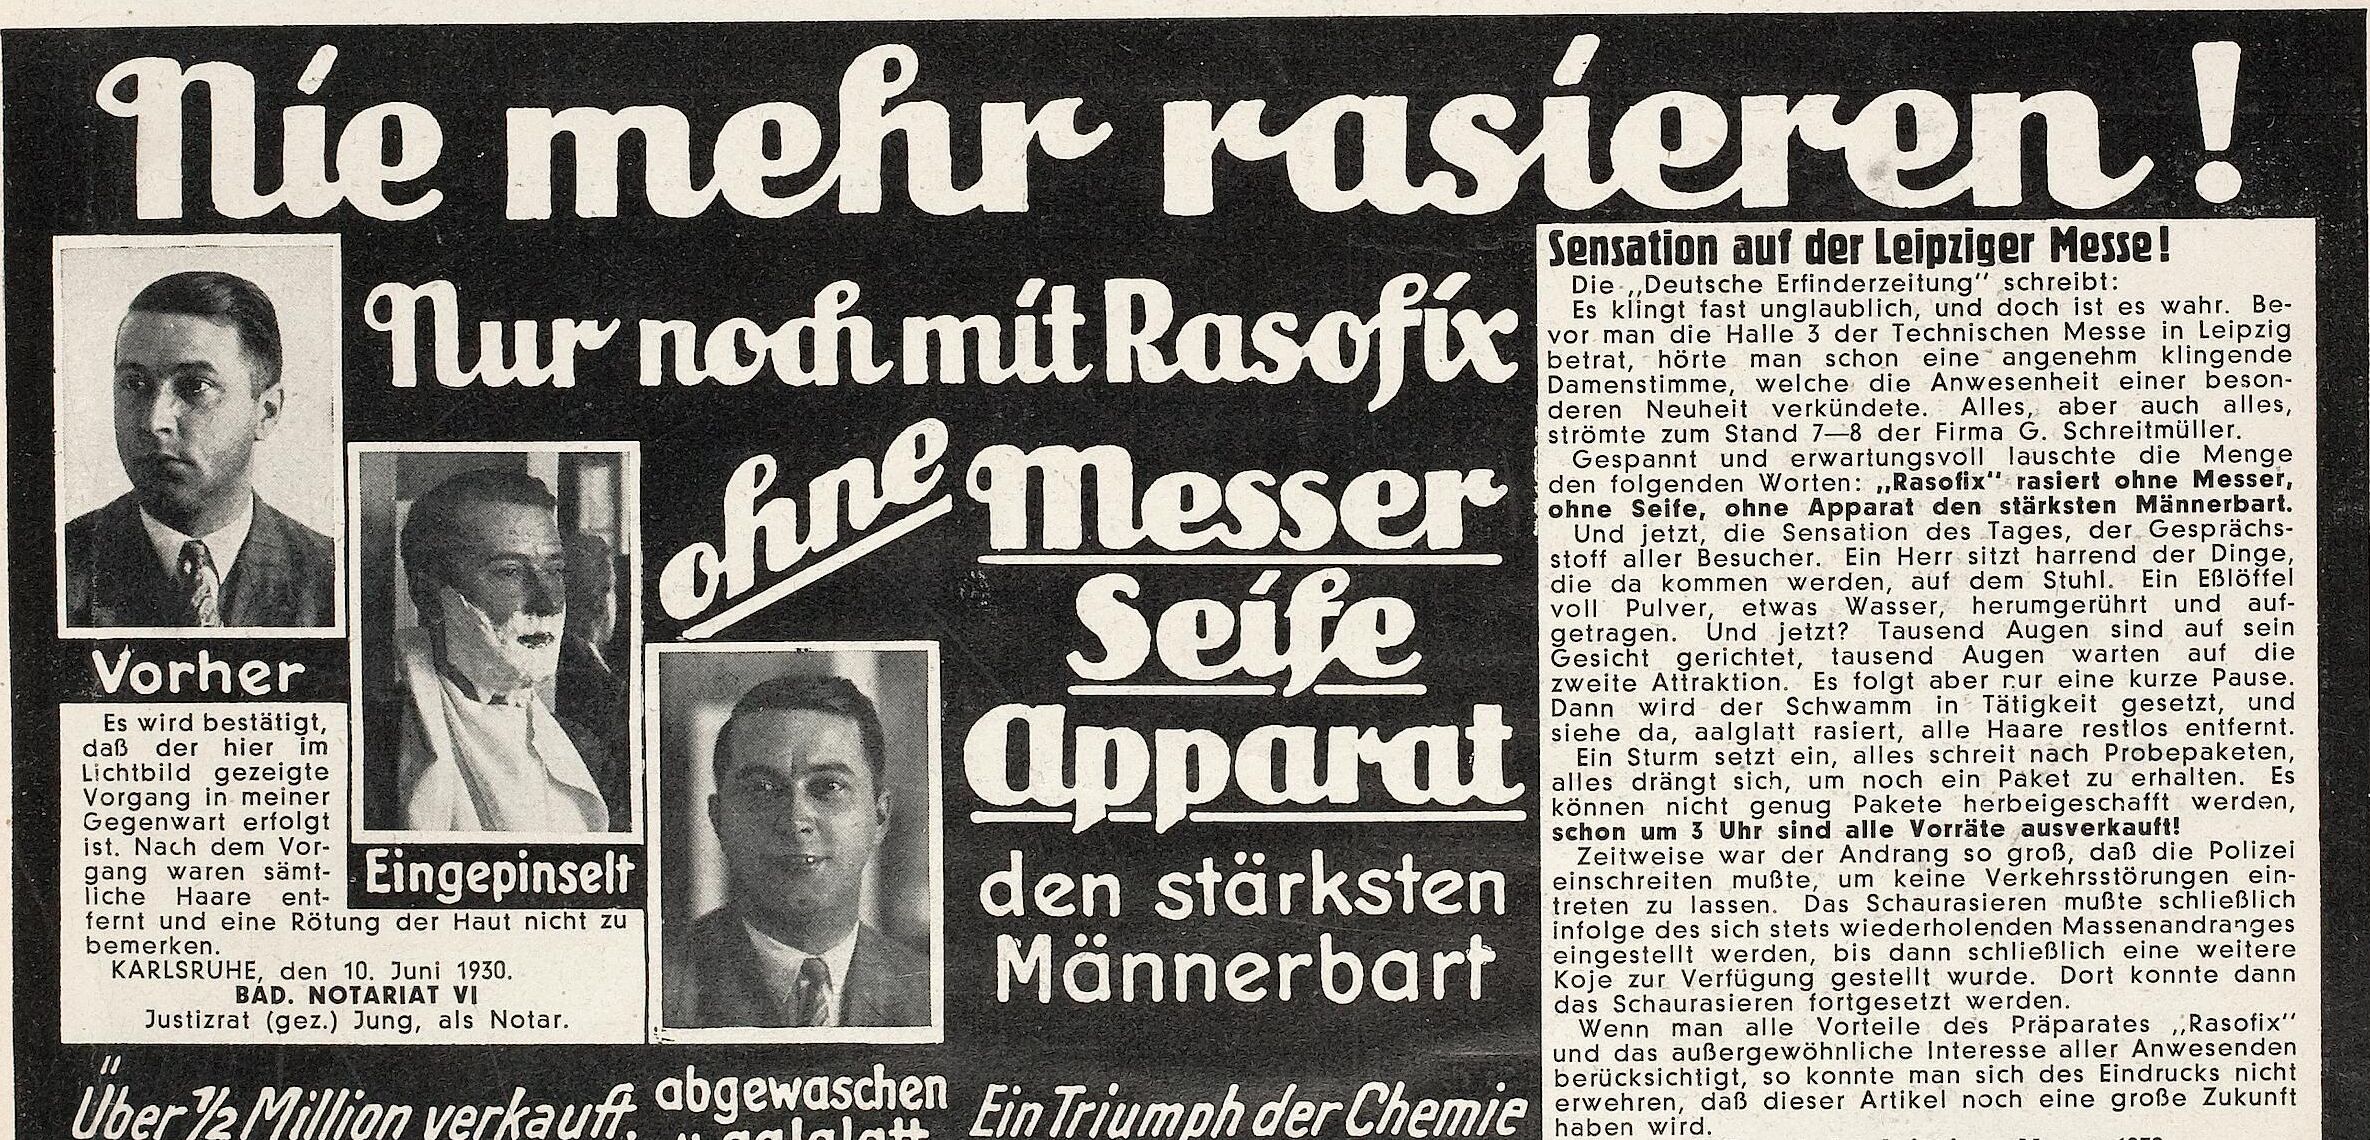 Nie mehr rasieren!
Nur noch mit Rasofix
ohne Messer
Seife
Apparat
den stärksten
Männerbart
Vorher
Es wird bestätigt,
daß der hier im
Lichtbild gezeigte
Vorgang in meiner
Gegenwart erfolgt
ist. Nach dem Vor-
gang waren sämt-
liche Haare ent-
fernt und eine Rötung der Haut nicht zu
bemerken.
KARLSRUHE, den 10. Juni 1930.
BAD. NOTARIAT VI
Justizrat (gez.) Jung, als Notar.
Eingepinselt
abgewaschen
u. aalglatt
Über ½ Million verkauft.
Ein Triumph der Chemie
Sensation auf der Leipziger Messe!
Die „Deutsche Erfinderzeitung" schreibt:
Es klingt fast unglaublich, und doch ist es wahr. Be-
vor man die Halle 3 der Technischen Messe in Leipzig
betrat, hörte man schon eine angenehm klingende
Damenstimme, welche die Anwesenheit einer beson-
deren Neuheit verkündete. Alles, aber auch alles,
strömte zum Stand 7—8 der Firma G. Schreitmüller.
Gespannt und erwartungsvoll lauschte die Menge
den folgenden Worten: „Rasofix" rasiert ohne Messer,
ohne Seife, ohne Apparat den stärksten Männerbart.
Und jetzt, die Sensation des Tages, der Gesprächs-
stoff aller Besucher. Ein Herr sitzt harrend der Dinge,
die da kommen werden, auf dem Stuhl. Ein Eßlöffel
voll Pulver, etwas Wasser, herumgerührt und auf-
getragen. Und jetzt? Tausend Augen sind auf sein
Gesicht gerichtet, tausend Augen warten auf die
zweite Attraktion. Es folgt aber nur eine kurze Pause.
Dann wird der Schwamm in Tätigkeit gesetzt, und
siehe da, aalglatt rasiert, alle Haare restlos entfernt.
Ein Sturm setzt ein, alles schreit nach Probepaketen,
alles drängt sich, um noch ein Paket zu erhalten. Es
können nicht genug Pakete herbeigeschafft werden,
schon um 3 Uhr sind alle Vorräte ausverkauft!
Zeitweise war der Andrang so groß, daß die Polizei
einschreiten mußte, um keine Verkehrsstörungen ein-
treten zu lassen. Das Schaurasieren mußte schließlich
infolge des sich stets wiederholenden Massenandranges
eingestellt werden, bis dann schließlich eine weitere
Koje zur Verfügung gestellt wurde. Dort konnte dann
das Schaurasieren fortgesetzt werden.
Wenn man alle Vorteile des Präparates „Rasofix"
und das außergewöhnliche Interesse aller Anwesenden
berücksichtigt, so konnte man sich des Eindrucks nicht
erwehren, daß dieser Artikel noch eine große Zukunft
haben wird.